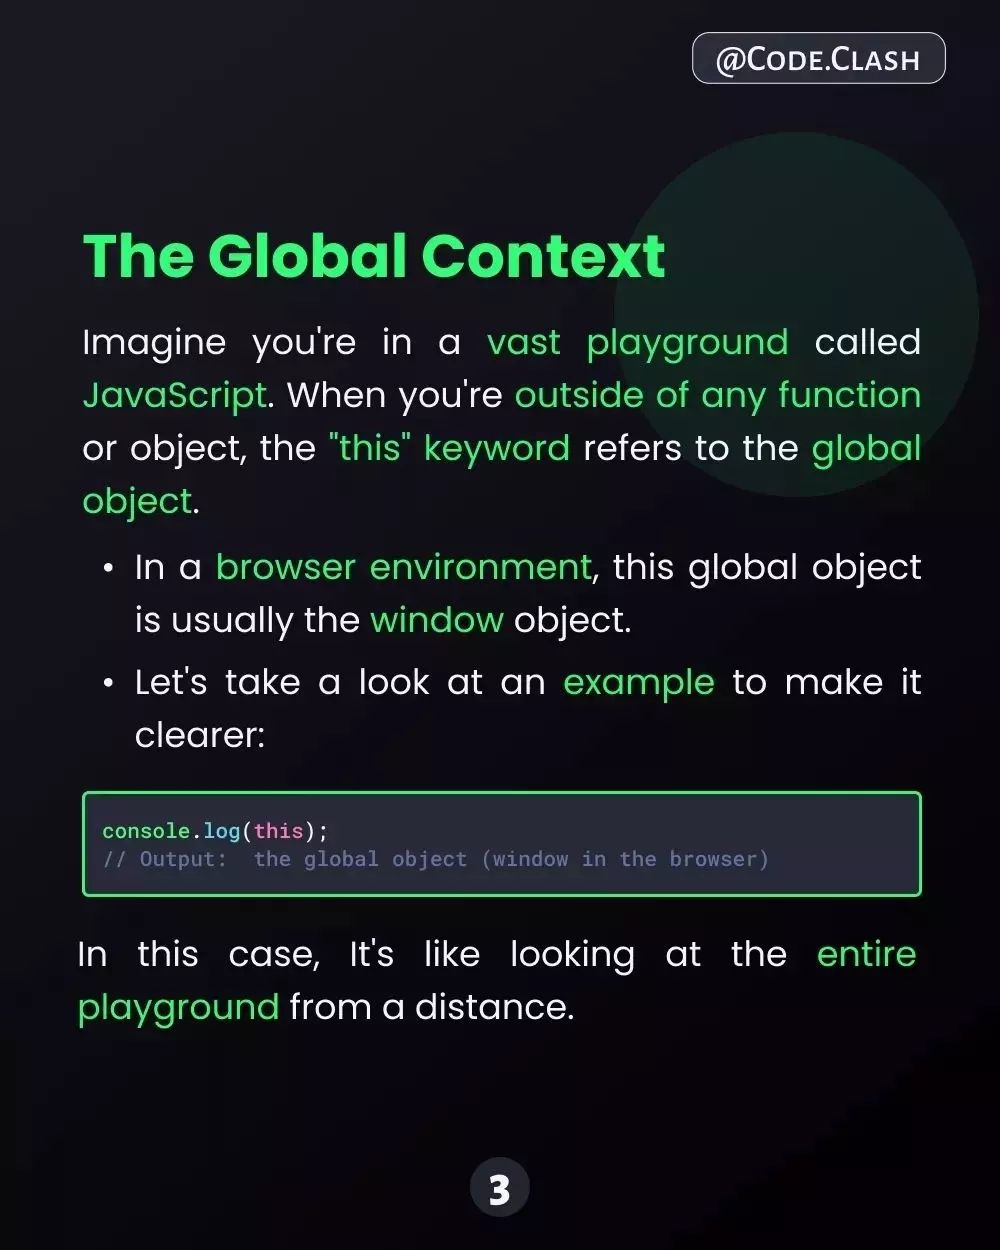 @Code.Clash
The Global Context
Imagine you're in a vast playground called
JavaScript. When you're outside of any function
or object, the "this" keyword refers to the global
object.
• In a browser environment, this global object
is usually the window object.
• Let's take a look at an example to make it
clearer:
console.log(this);
// Output:  the global object (window in the browser)
In this case, It's like looking at the entire
playground from a distance.
3